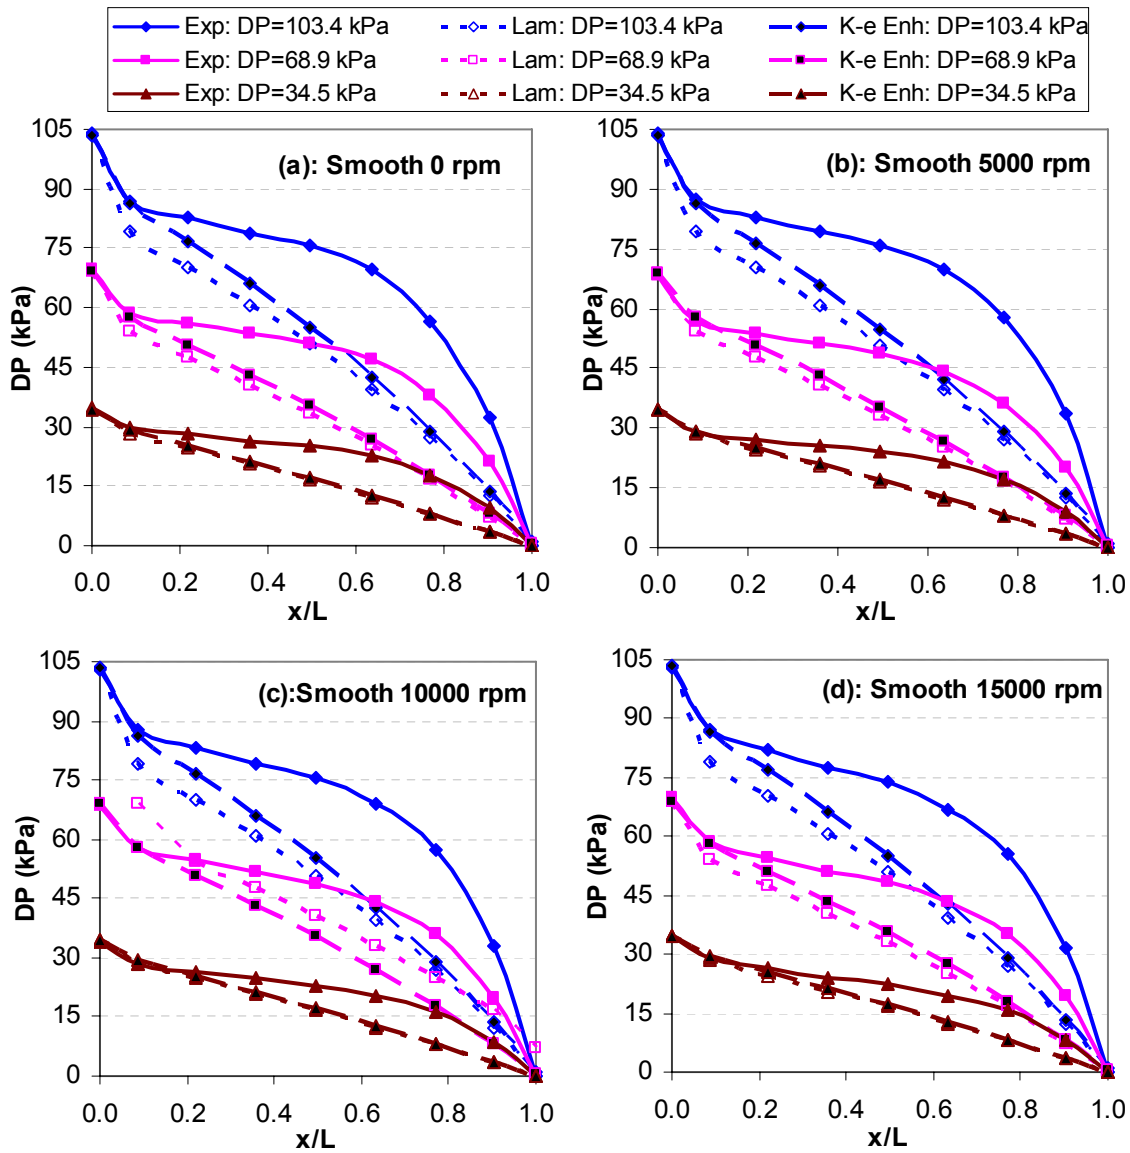 Exp: DP=103.4 kPa Lam: DP=103.4 kPa K-e Enh: DP=103.4 kPa
Exp: DP=68.9 kPa Lam: DP=68.9 kPa K-e Enh: DP=68.9 kPa
Exp: DP=34.5 kPa Lam: DP=34.5 kPa K-e Enh: DP=34.5 kPa
(a): Smooth 0 rpm
DP (kPa)
105
90
75
60
45
30
15
0
0.0 0.2 0.4 0.6 0.8 1.0
x/L
(b): Smooth 5000 rpm
DP (kPa)
105
90
75
60
45
30
15
0
0.0 0.2 0.4 0.6 0.8 1.0
x/L
(c):Smooth 10000 rpm
DP (kPa)
105
90
75
60
45
30
15
0
0.0 0.2 0.4 0.6 0.8 1.0
x/L
(d): Smooth 15000 rpm
DP (kPa)
105
90
75
60
45
30
15
0
0.0 0.2 0.4 0.6 0.8 1.0
x/L